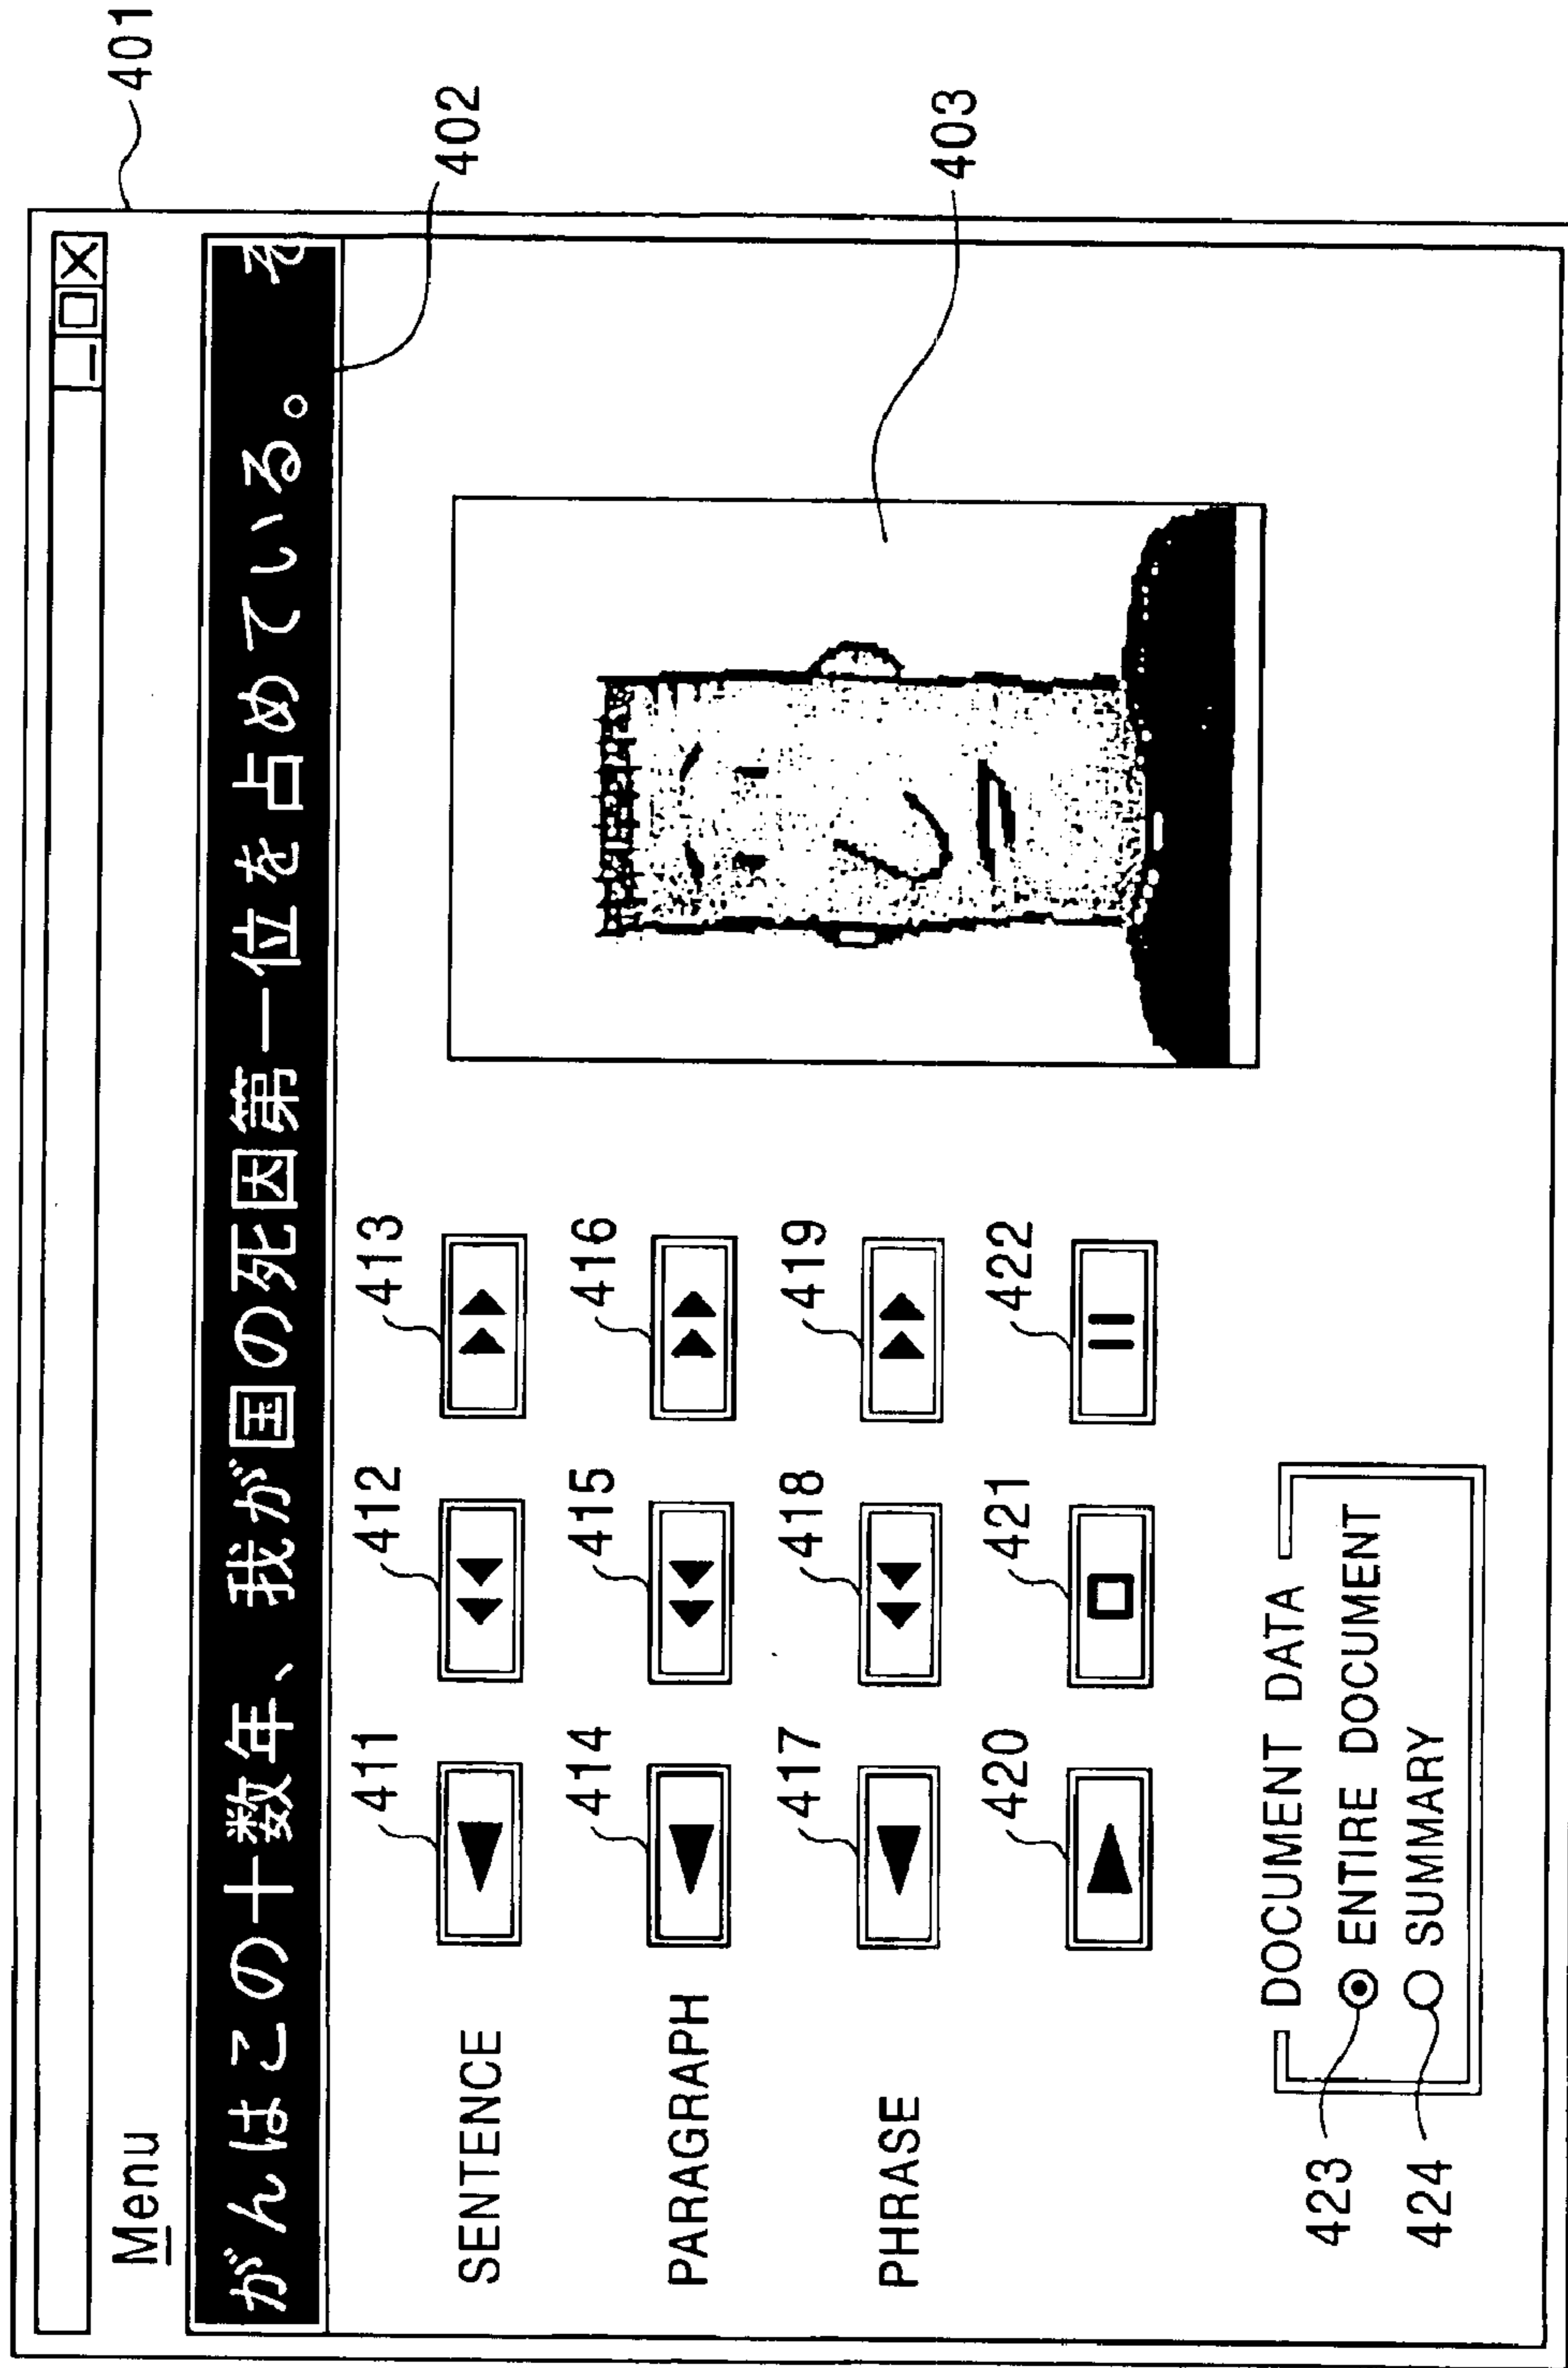 401
Menu
がんはこの十数年、我が国の死因第一位を占めている。
402
411 412 413
SENTENCE
403
414 415 416
PARAGRAPH
417 418 419
PHRASE
420 421 422
DOCUMENT DATA
423 ENTIRE DOCUMENT
424 SUMMARY